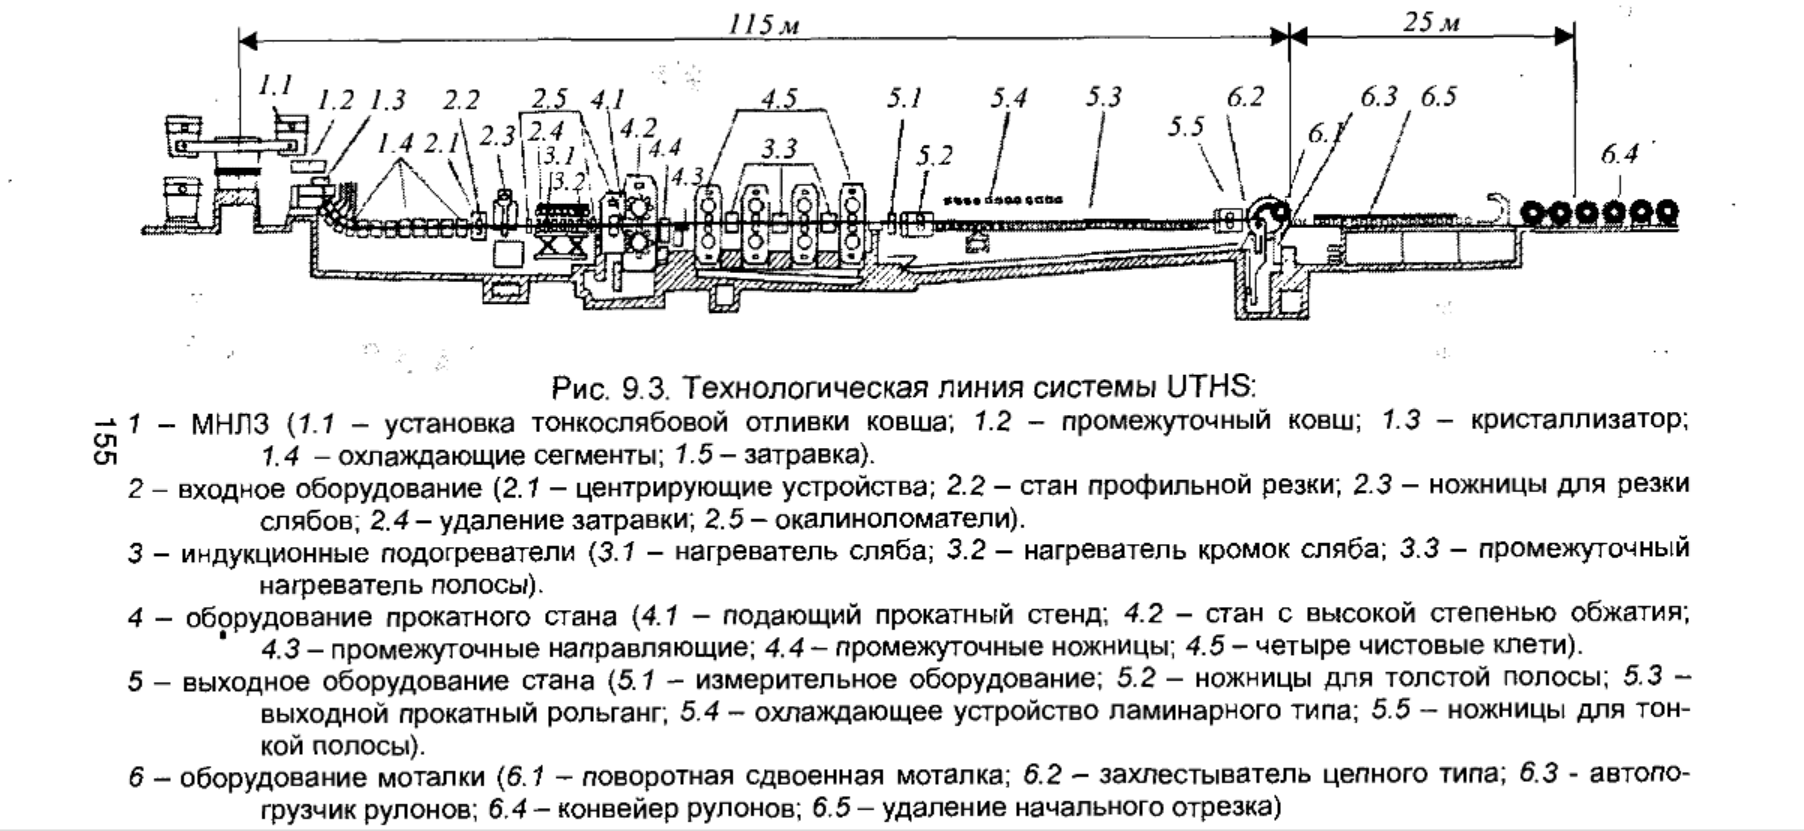 115 м 25 м
1.1 1.2 1.3 2.2 2.5 4.1 4.5 5.1 5.4 5.3 6.2 6.3 6.5
1.4 2.1 2.3 2.4 4.2 3.1 4.4 3.3 5.2 5.5 6.1 6.4
3.2 4.3
Рис. 9.3. Технологическая линия системы UTHS:
155
1 – МНЛЗ (1.1 – установка тонкослябовой отливки ковша; 1.2 – промежуточный ковш; 1.3 – кристаллизатор;
1.4 – охлаждающие сегменты; 1.5 – затравка).
2 – входное оборудование (2.1 – центрирующие устройства; 2.2 – стан профильной резки; 2.3 – ножницы для резки
слябов; 2.4 – удаление затравки; 2.5 – окалиноломатели).
3 – индукционные подогреватели (3.1 – нагреватель сляба; 3.2 – нагреватель кромок сляба; 3.3 – промежуточный
нагреватель полосы).
4 – оборудование прокатного стана (4.1 – подающий прокатный стенд; 4.2 – стан с высокой степенью обжатия;
4.3 – промежуточные направляющие; 4.4 – промежуточные ножницы; 4.5 – четыре чистовые клети).
5 – выходное оборудование стана (5.1 – измерительное оборудование; 5.2 – ножницы для толстой полосы; 5.3 –
выходной прокатный рольганг; 5.4 – охлаждающее устройство ламинарного типа; 5.5 – ножницы для тон-
кой полосы).
6 – оборудование моталки (6.1 – поворотная сдвоенная моталка; 6.2 – захлестыватель цепного типа; 6.3 - автопо-
грузчик рулонов; 6.4 – конвейер рулонов; 6.5 – удаление начального отрезка)